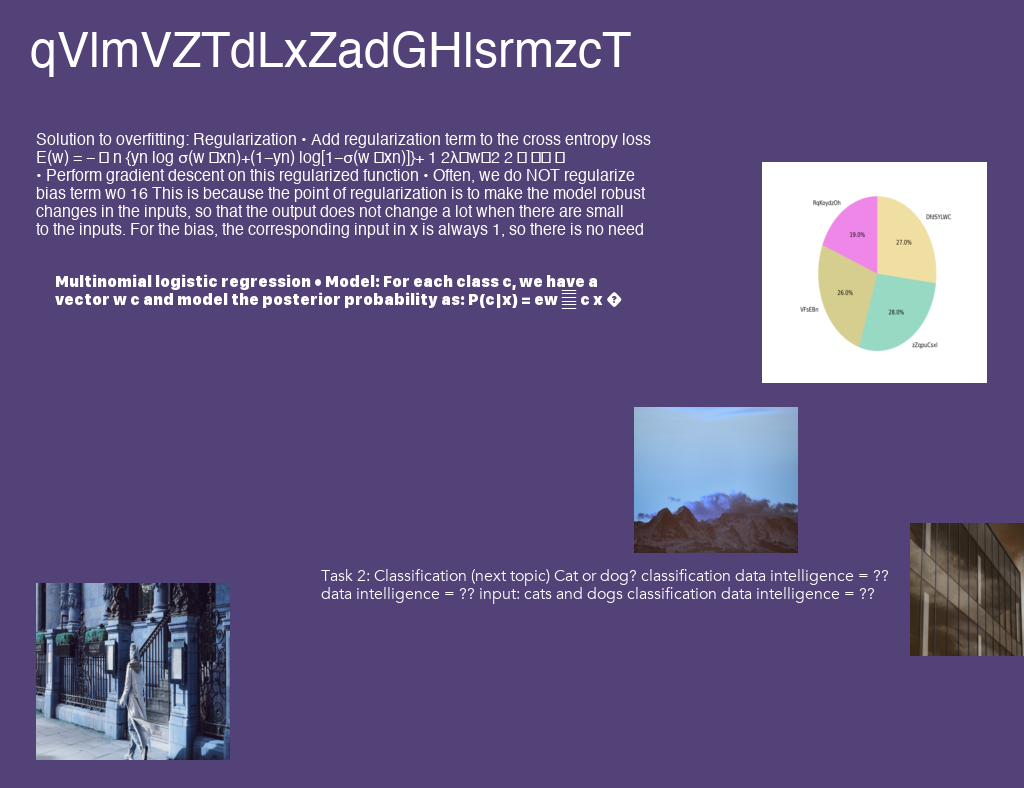 qVlmVZTdLxZadGHlsrmzcT
Solution to overfitting: Regularization • Add regularization term to the cross entropy loss
E(w) = – □ n {yn log σ(w □xn)+(1–yn) log[1–σ(w □xn)]}+ 1 2λ□w□2 2 □ □□ □
• Perform gradient descent on this regularized function • Often, we do NOT regularize
bias term w0 16 This is because the point of regularization is to make the model robust
changes in the inputs, so that the output does not change a lot when there are small
to the inputs. For the bias, the corresponding input in x is always 1, so there is no need
Multinomial logistic regression • Model: For each class c, we have a
vector w c and model the posterior probability as: P(c|x) = ew ▒ c x �
RqKoydzOh
DhISYLWC
19.0%
27.0%
26.0%
28.0%
VFsEBn
zZqpuCsxI
Task 2: Classification (next topic) Cat or dog? classification data intelligence = ??
data intelligence = ?? input: cats and dogs classification data intelligence = ??